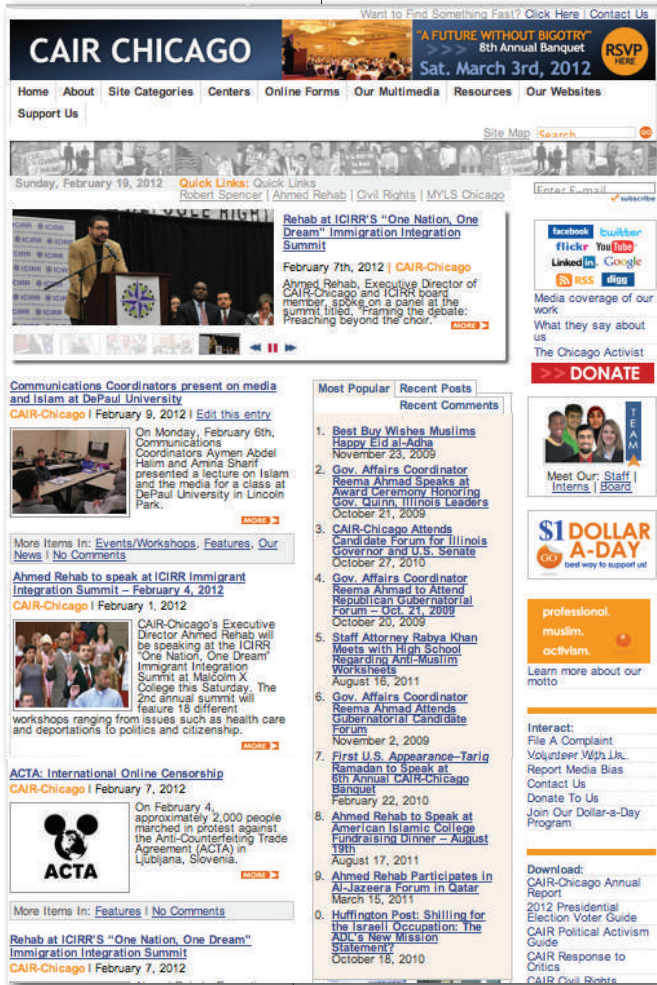 Want to Find Something Fast? Click Here | Contact Us
CAIR CHICAGO
"A FUTURE WITHOUT BIGOTRY"
>>> 8th Annual Banquet
Sat. March 3rd, 2012
RSVP
HERE
Home About Site Categories Centers Online Forms Our Multimedia Resources Our Websites
Support Us
Site Map Search GO
Sunday, February 19, 2012 Quick Links: Quick Links
Robert Spencer | Ahmed Rehab | Civil Rights | MYLS Chicago
Enter E-mail
subscribe
Rehab at ICIRR'S "One Nation, One
Dream" Immigration Integration
Summit
February 7th, 2012 | CAIR-Chicago
Ahmed Rehab, Executive Director of
CAIR-Chicago and ICIRR board
member, spoke on a panel at the
summit titled, "Framing the debate:
Preaching beyond the choir."
MORE
facebook twitter
flickr YouTube
Linked in. Google
RSS digg
Media coverage of our
work
What they say about
us
The Chicago Activist
>> DONATE
TEAM
Meet Our: Staff |
Interns | Board
$1 DOLLAR
A-DAY
GO
best way to support us!
professional.
muslim.
activism.
Learn more about our
motto
Interact:
File A Complaint
Volunteer With Us
Report Media Bias
Contact Us
Donate To Us
Join Our Dollar-a-Day
Program
Download:
CAIR-Chicago Annual
Report
2012 Presidential
Election Voter Guide
CAIR Political Activism
Guide
CAIR Response to
Critics
CAIR Civil Rights
Communications Coordinators present on media
and Islam at DePaul University
CAIR-Chicago | February 9, 2012 | Edit this entry
On Monday, February 6th,
Communications
Coordinators Aymen Abdel
Halim and Amina Sharif
presented a lecture on Islam
and the media for a class at
DePaul University in Lincoln
Park.
MORE
More Items In: Events/Workshops, Features, Our
News | No Comments
Ahmed Rehab to speak at ICIRR Immigrant
Integration Summit – February 4, 2012
CAIR-Chicago | February 1, 2012
CAIR-Chicago's Executive
Director Ahmed Rehab will
be speaking at the ICIRR
"One Nation, One Dream"
Immigrant Integration
Summit at Malcolm X
College this Saturday. The
2nd annual summit will
feature 18 different
workshops ranging from issues such as health care
and deportations to politics and citizenship.
MORE
ACTA: International Online Censorship
CAIR-Chicago | February 7, 2012
ACTA
On February 4,
approximately 2,000 people
marched in protest against
the Anti-Counterfeiting Trade
Agreement (ACTA) in
Ljubljana, Slovenia.
MORE
More Items In: Features | No Comments
Rehab at ICIRR'S "One Nation, One Dream"
Immigration Integration Summit
CAIR-Chicago | February 7, 2012
Most Popular Recent Posts
Recent Comments
1. Best Buy Wishes Muslims
Happy Eid al-Adha
November 23, 2009
2. Gov. Affairs Coordinator
Reema Ahmad Speaks at
Award Ceremony Honoring
Gov. Quinn, Illinois Leaders
October 21, 2009
3. CAIR-Chicago Attends
Candidate Forum for Illinois
Governor and U.S. Senate
October 27, 2010
4. Gov. Affairs Coordinator
Reema Ahmad to Attend
Republican Gubernatorial
Forum – Oct. 21, 2009
October 20, 2009
5. Staff Attorney Rabya Khan
Meets with High School
Regarding Anti-Muslim
Worksheets
August 16, 2011
6. Gov. Affairs Coordinator
Reema Ahmad Attends
Gubernatorial Candidate
Forum
November 2, 2009
7. First U.S. Appearance–Tariq
Ramadan to Speak at
6th Annual CAIR-Chicago
Banquet
February 22, 2010
8. Ahmed Rehab to Speak at
American Islamic College
Fundraising Dinner – August
19th
August 17, 2011
9. Ahmed Rehab Participates in
Al-Jazeera Forum in Qatar
March 15, 2011
0. Huffington Post: Shilling for
the Israeli Occupation: The
ADL's New Mission
Statement?
October 18, 2010